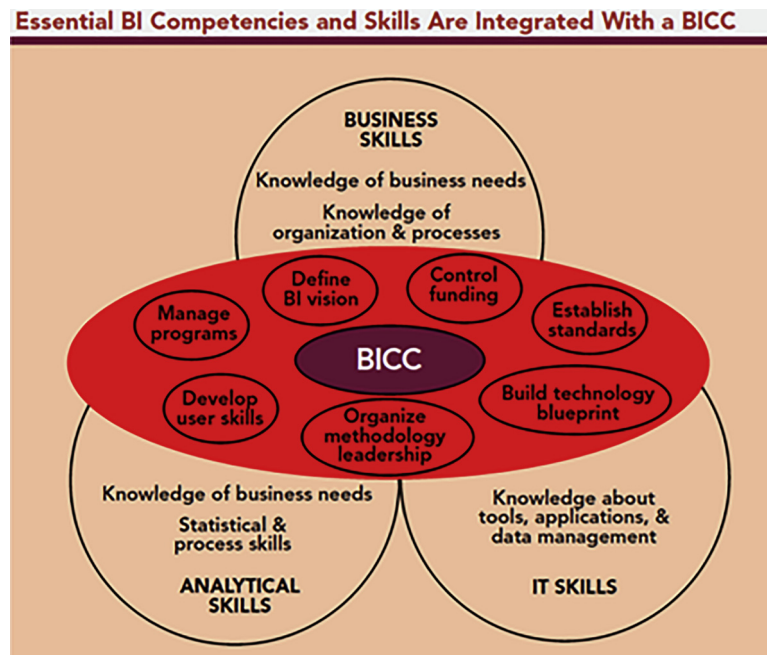 Essential BI Competencies and Skills Are Integrated With a BICC
BUSINESS
SKILLS
Knowledge of business needs
Knowledge of
organization & processes
Define
BI vision
Control
funding
Manage
programs
Establish
standards
BICC
Develop
user skills
Organize
methodology
leadership
Build technology
blueprint
Knowledge of business needs
Statistical &
process skills
ANALYTICAL
SKILLS
Knowledge about
tools, applications, &
data management
IT SKILLS